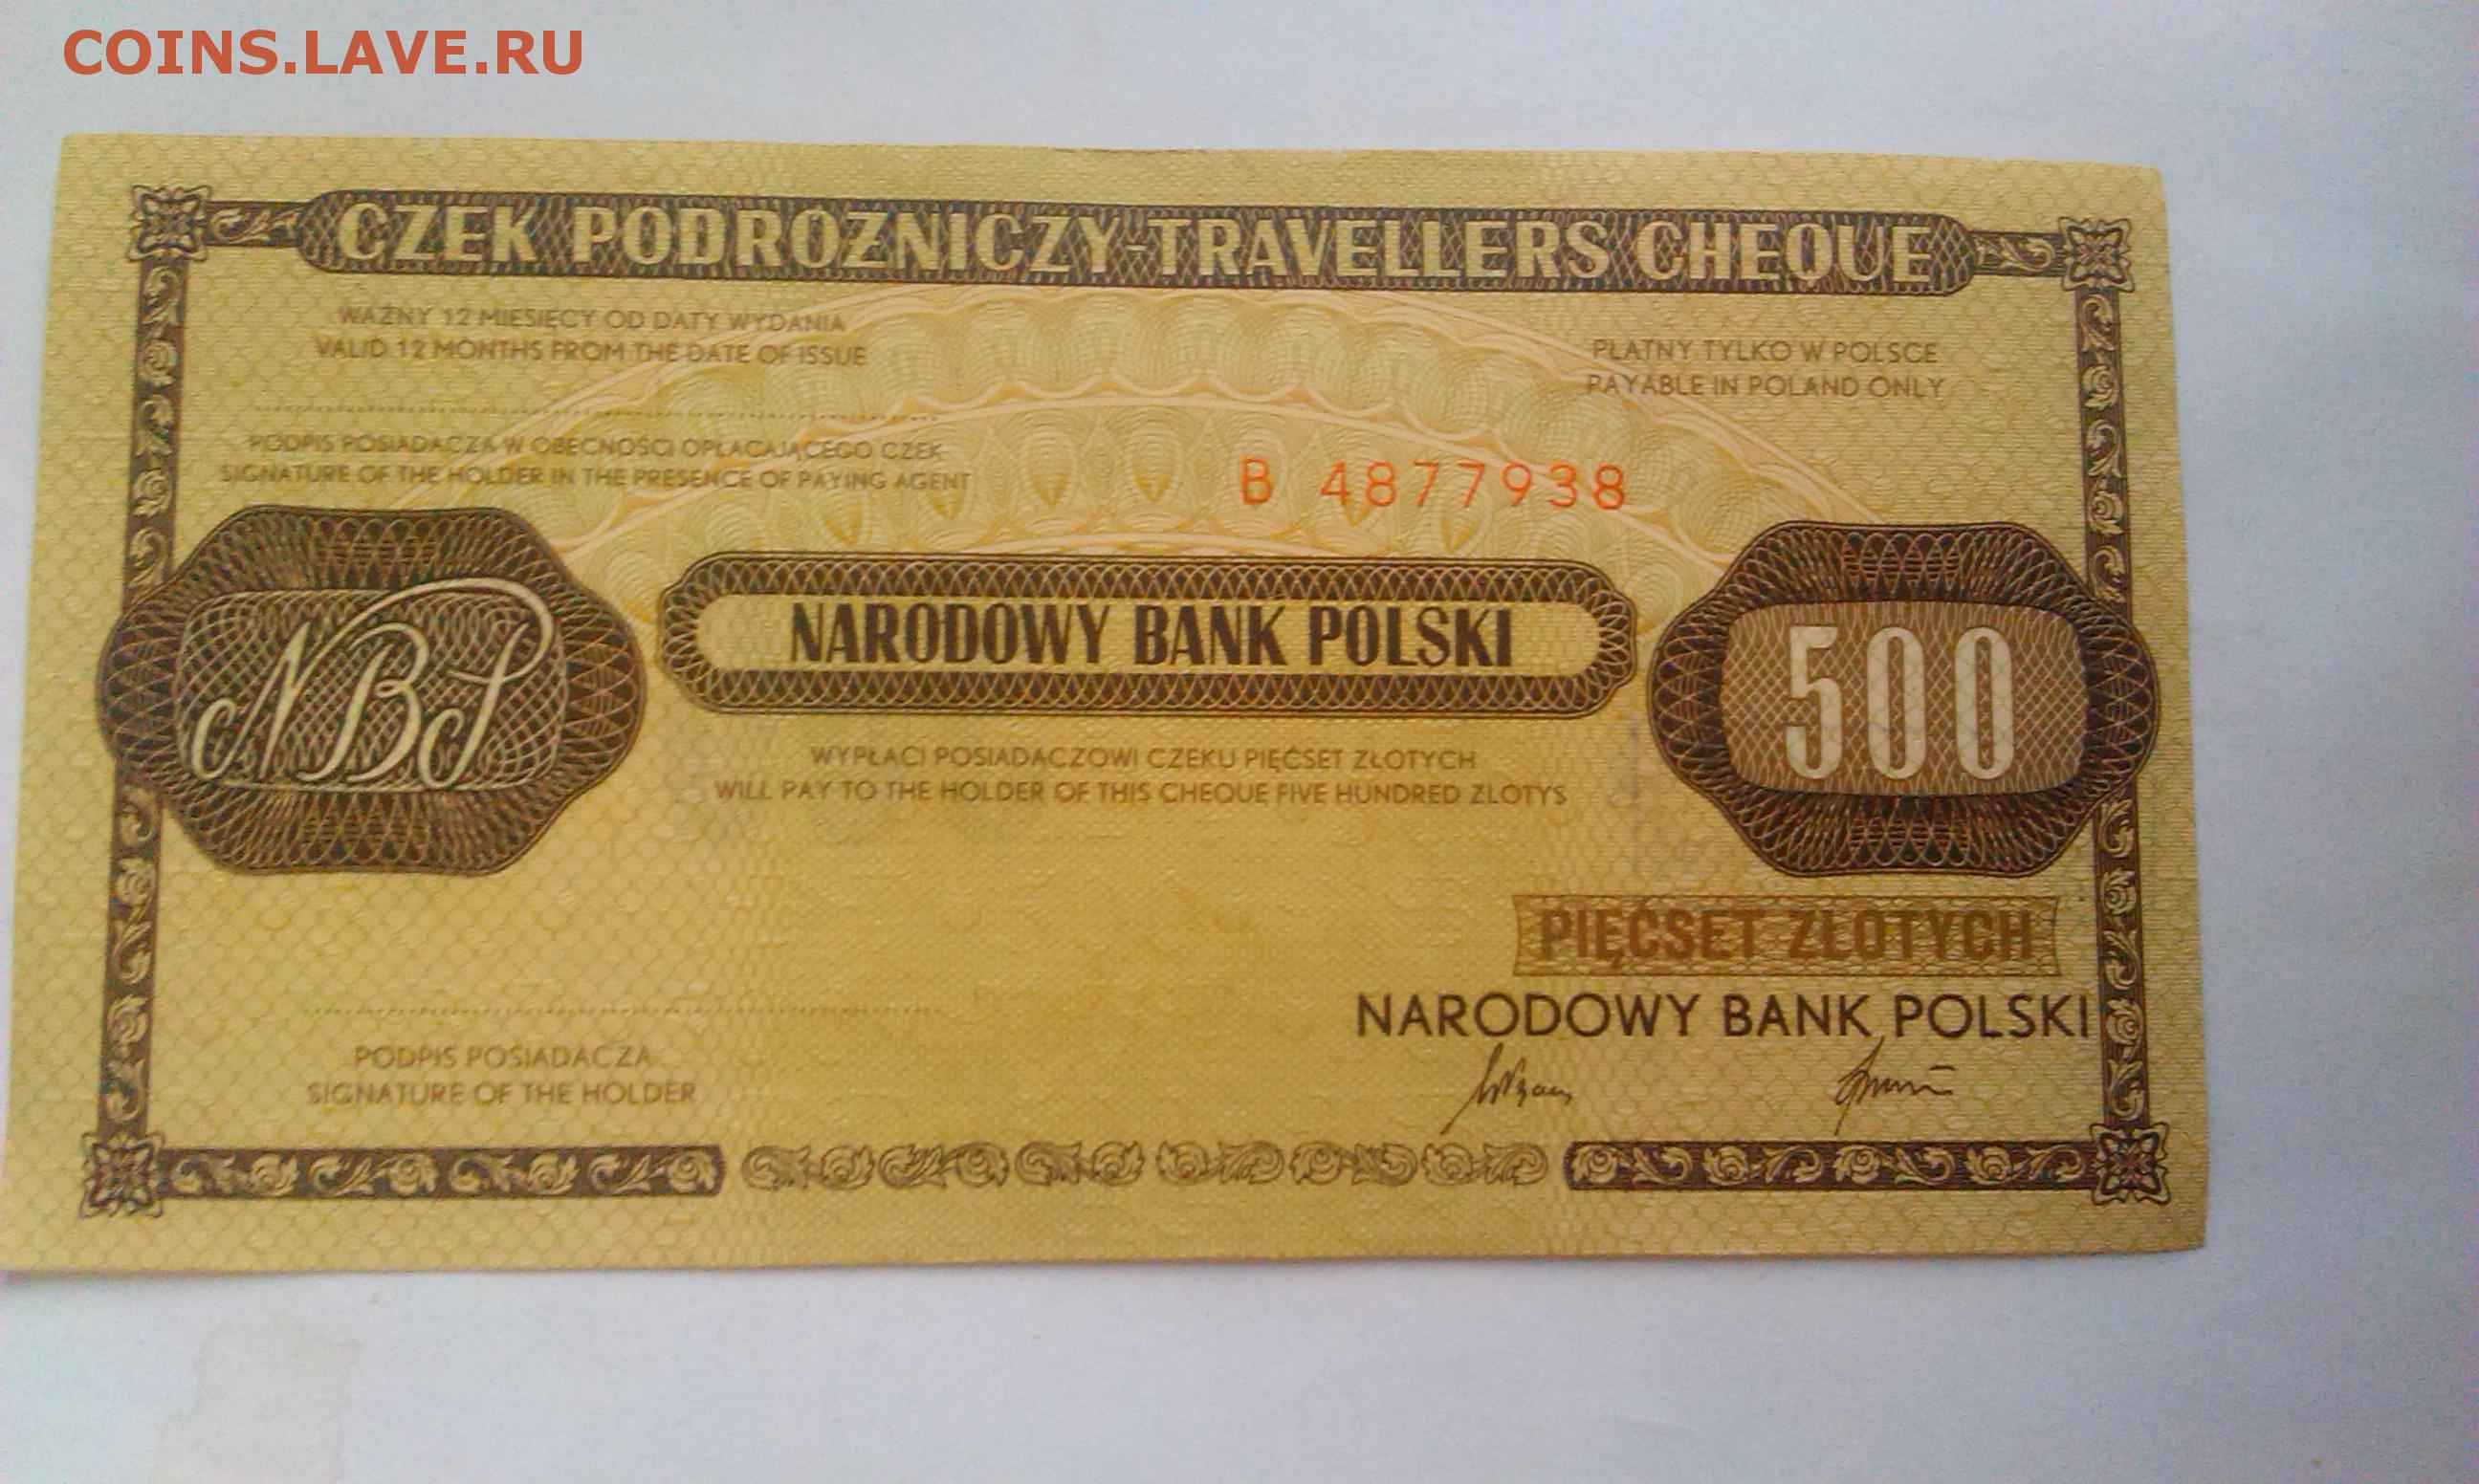 COINS.LAVE.RU
CZEK PODRÓŻNICZY-TRAVELLERS CHEQUE
WAŻNY 12 MIESIĘCY OD DATY WYDANIA
VALID 12 MONTHS FROM THE DATE OF ISSUE
PŁATNY TYLKO W POLSCE
PAYABLE IN POLAND ONLY
PODPIS POSIADACZA W OBECNOŚCI OPŁACAJĄCEGO CZEK
SIGNATURE OF THE HOLDER IN THE PRESENCE OF PAYING AGENT
B 4877938
NBP
NARODOWY BANK POLSKI
500
WYPŁACI POSIADACZOWI CZEKU PIĘĆSET ZŁOTYCH
WILL PAY TO THE HOLDER OF THIS CHEQUE FIVE HUNDRED ZLOTYS
PIĘĆSET ZŁOTYCH
NARODOWY BANK POLSKI
PODPIS POSIADACZA
SIGNATURE OF THE HOLDER